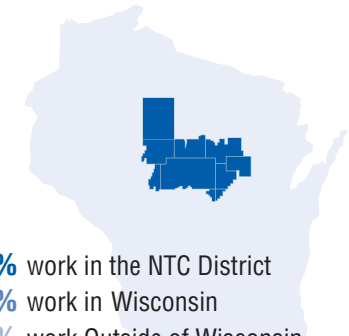 % work in the NTC District
% work in Wisconsin
% work Outside of Wisconsin